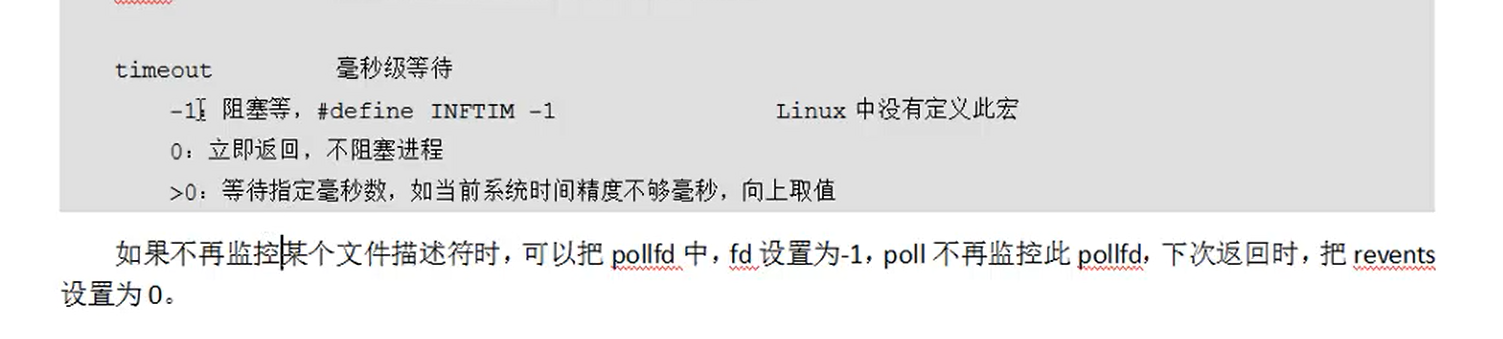 timeout 毫秒级等待
-1: 阻塞等，#define INFTIM -1 Linux 中没有定义此宏
0：立即返回，不阻塞进程
>0：等待指定毫秒数，如当前系统时间精度不够毫秒，向上取值
如果不再监控某个文件描述符时，可以把 pollfd 中，fd 设置为-1，poll 不再监控此 pollfd，下次返回时，把 revents
设置为 0。